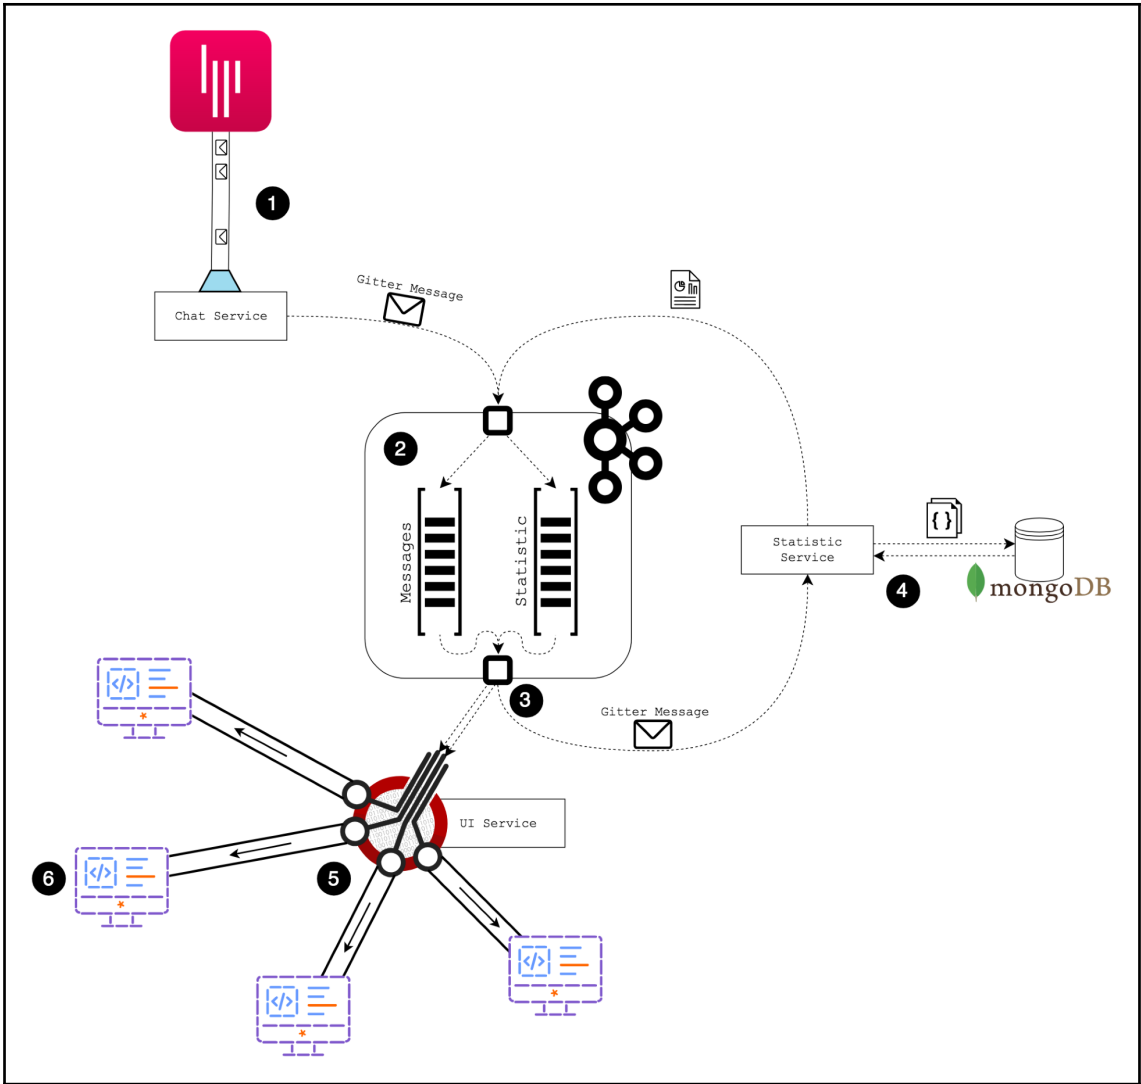 1
Gitter Message
Chat Service
2
Messages
Statistic
Statistic
Service
{ }
4
mongoDB
3
Gitter Message
</>
UI Service
</>
6
5
</>
</>